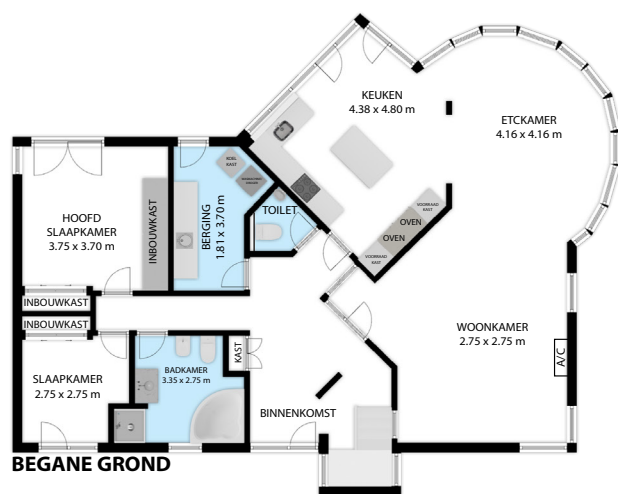 KEUKEN
4.38 x 4.80 m
ETCKAMER
4.16 x 4.16 m
KOEL
KAST
BERGING
1.81 x 3.70 m
TOILET
VOORRAAD
KAST
OVEN
OVEN
VOORRAAD
KAST
HOOFD
SLAAPKAMER
3.75 x 3.70 m
INBOUWKAST
INBOUWKAST
INBOUWKAST
SLAAPKAMER
2.75 x 2.75 m
BADKAMER
3.35 x 2.75 m
KAST
BINNENKOMST
WOONKAMER
2.75 x 2.75 m
A/C
BEGANE GROND